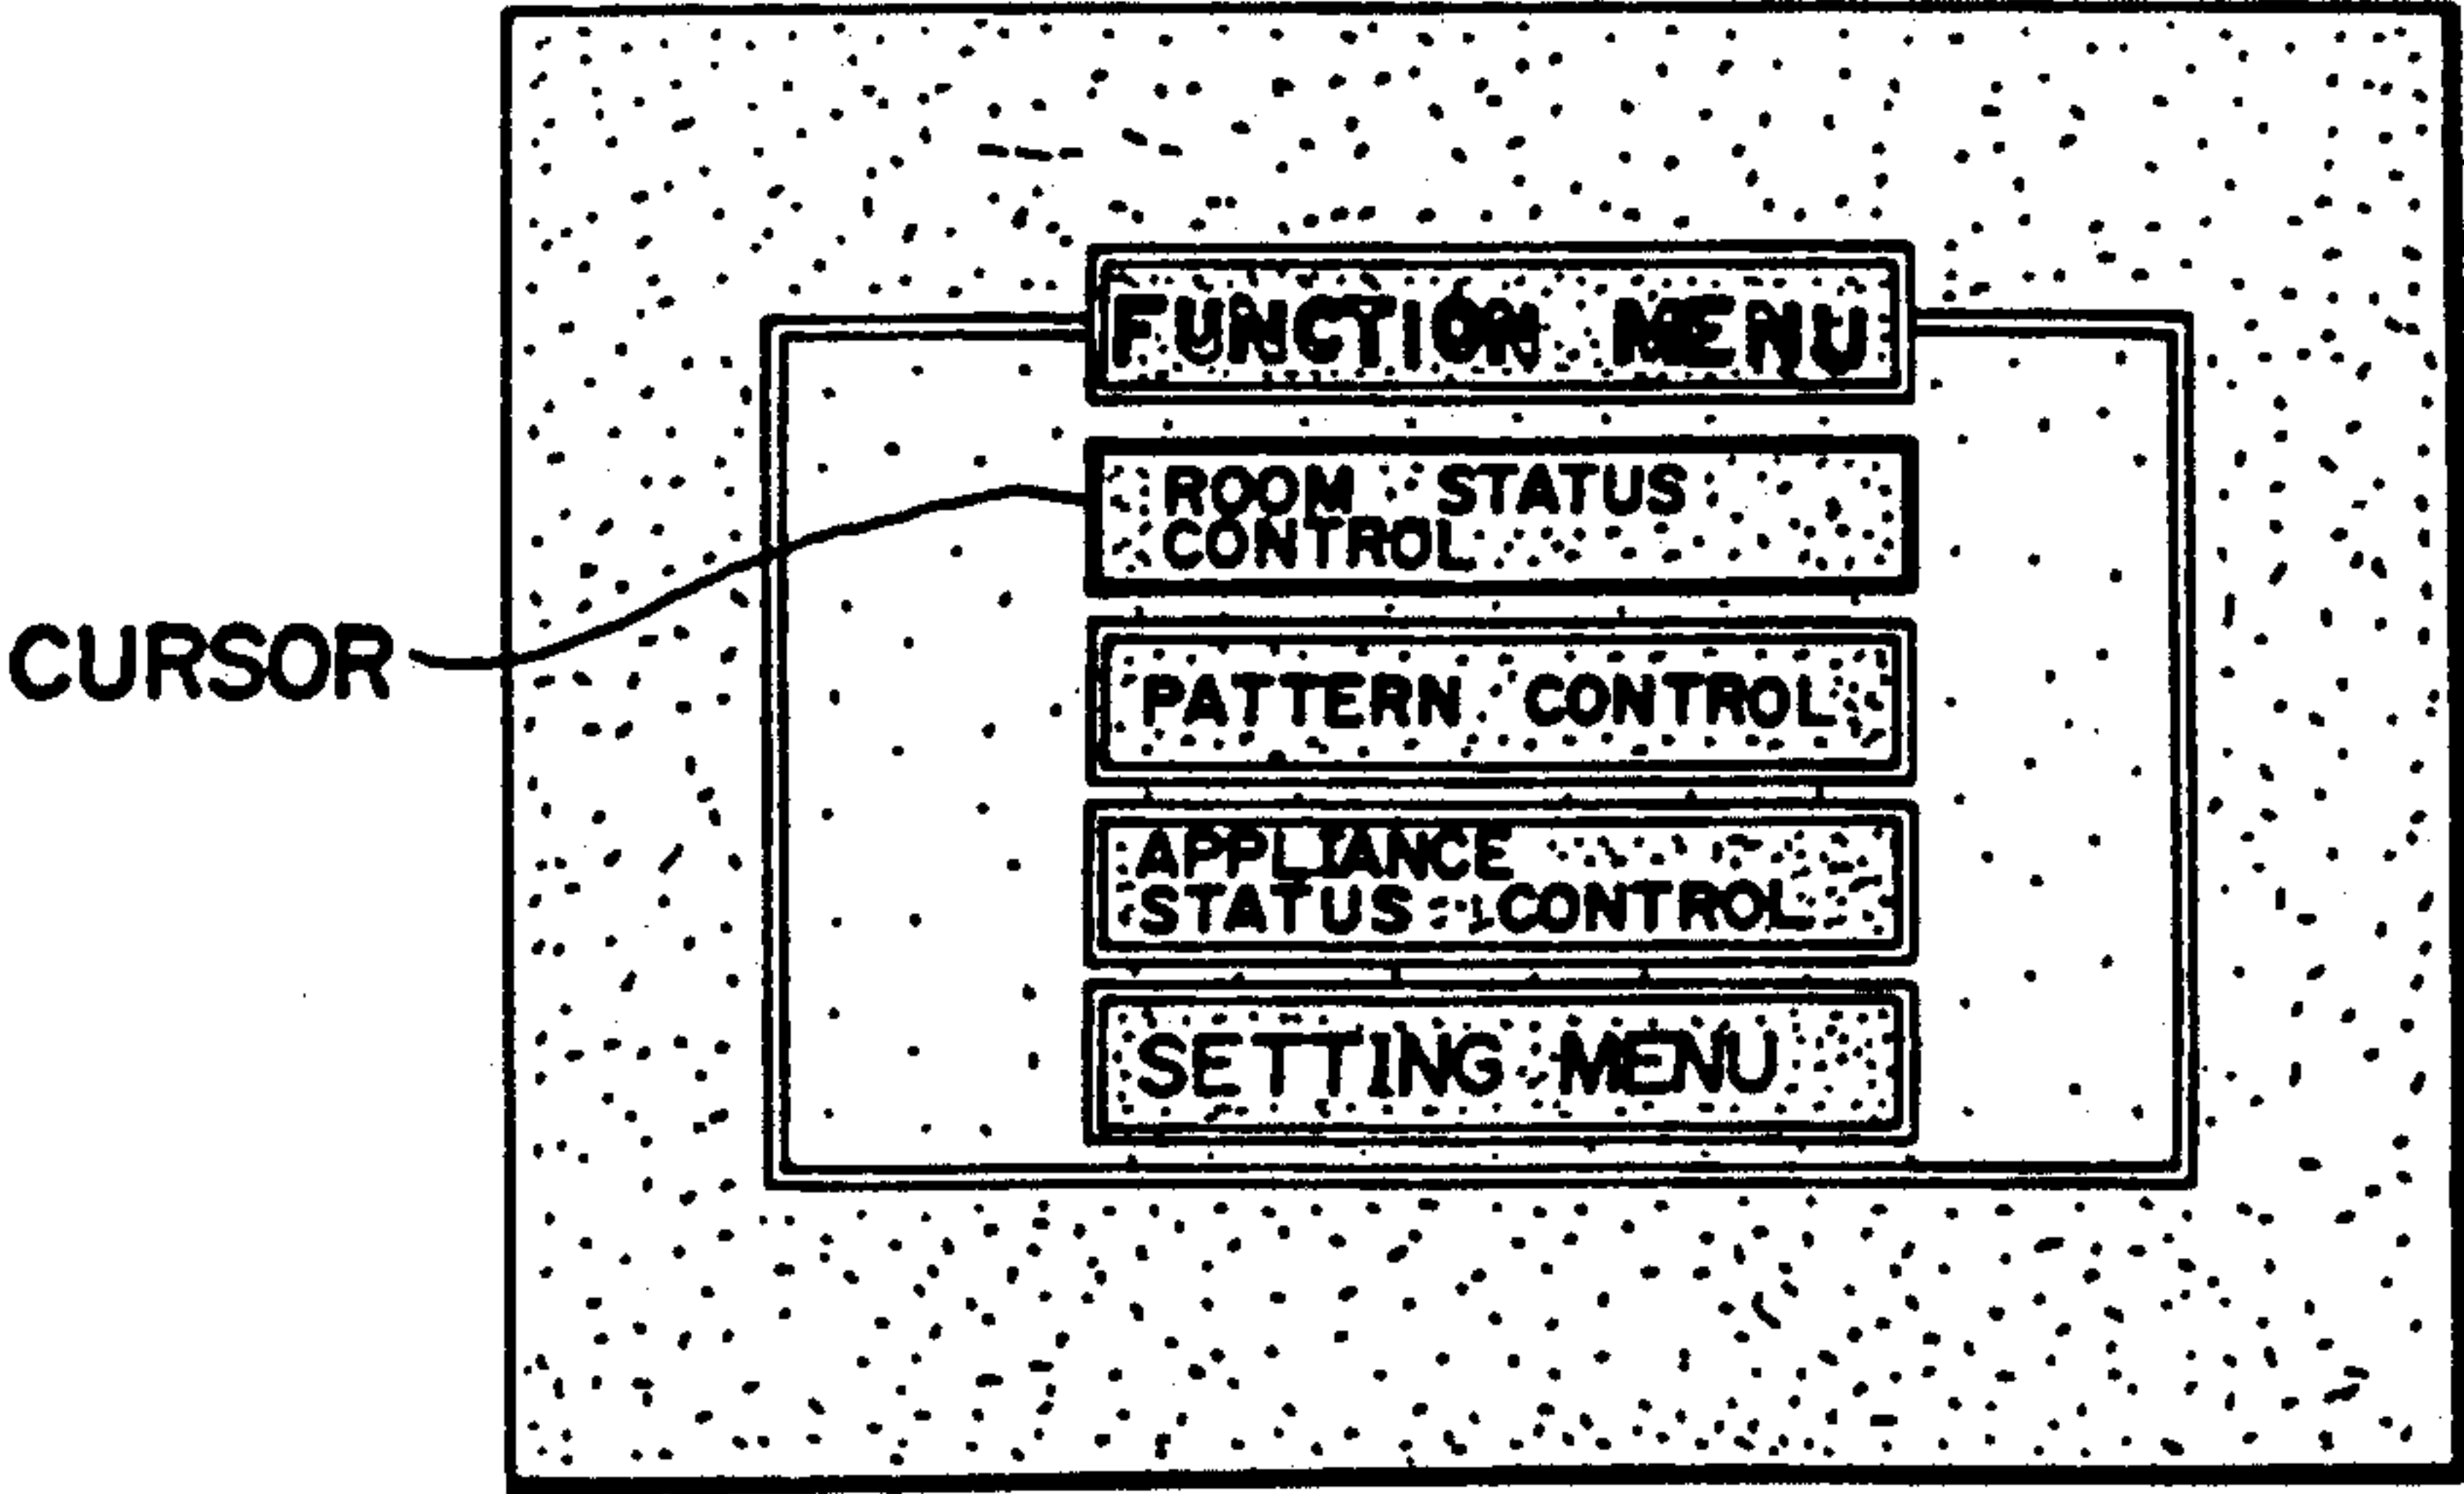 FUNCTION MENU
ROOM STATUS
CONTROL
CURSOR
PATTERN CONTROL
APPLIANCE
STATUS CONTROL
SETTING MENU